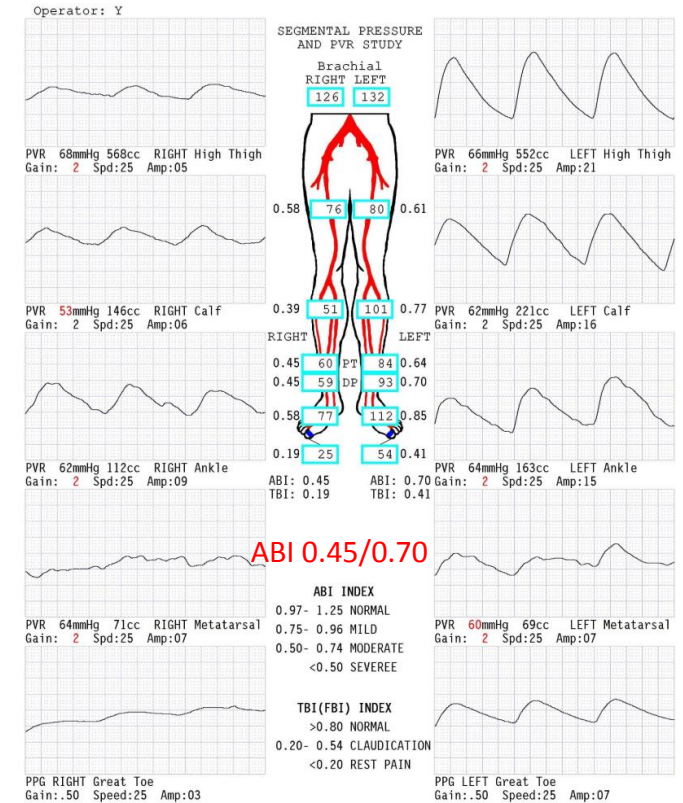 Operator: Y
SEGMENTAL PRESSURE
AND PVR STUDY
Brachial
RIGHT LEFT
126 132
PVR 68mmHg 568cc RIGHT High Thigh
Gain: 2 Spd:25 Amp:05
PVR 66mmHg 552cc LEFT High Thigh
Gain: 2 Spd:25 Amp:21
0.58 76 80 0.61
PVR 53mmHg 146cc RIGHT Calf
Gain: 2 Spd:25 Amp:06
0.39 51 101 0.77
PVR 62mmHg 221cc LEFT Calf
Gain: 2 Spd:25 Amp:16
RIGHT LEFT
0.45 60 PT 84 0.64
0.45 59 DP 93 0.70
0.58 77 112 0.85
0.19 25 54 0.41
PVR 62mmHg 112cc RIGHT Ankle
Gain: 2 Spd:25 Amp:09
ABI: 0.45 ABI: 0.70
TBI: 0.19 TBI: 0.41
PVR 64mmHg 163cc LEFT Ankle
Gain: 2 Spd:25 Amp:15
ABI 0.45/0.70
ABI INDEX
0.97- 1.25 NORMAL
0.75- 0.96 MILD
0.50- 0.74 MODERATE
<0.50 SEVEREE
PVR 64mmHg 71cc RIGHT Metatarsal
Gain: 2 Spd:25 Amp:07
PVR 60mmHg 69cc LEFT Metatarsal
Gain: 2 Spd:25 Amp:07
TBI(FBI) INDEX
>0.80 NORMAL
0.20- 0.54 CLAUDICATION
<0.20 REST PAIN
PPG RIGHT Great Toe
Gain:.50 Speed:25 Amp:03
PPG LEFT Great Toe
Gain:.50 Speed:25 Amp:07